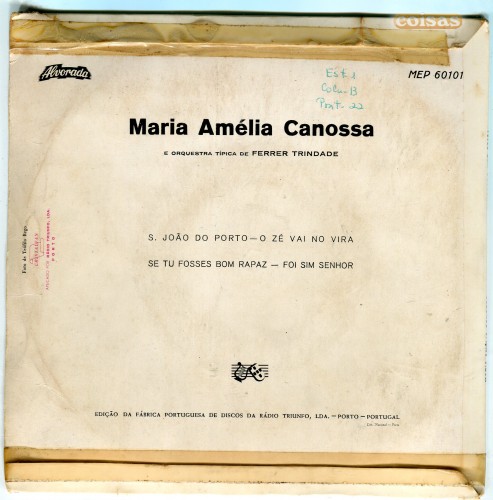 coisas
Alvorada
MEP 60101
Est 1
Col. B
Prat. 22
Maria Amélia Canossa
E ORQUESTRA TÍPICA DE FERRER TRINDADE
S. JOÃO DO PORTO — O ZÉ VAI NO VIRA
SE TU FOSSES BOM RAPAZ — FOI SIM SENHOR
EDIÇÃO DA FÁBRICA PORTUGUESA DE DISCOS DA RÁDIO TRIUNFO, LDA. — PORTO — PORTUGAL